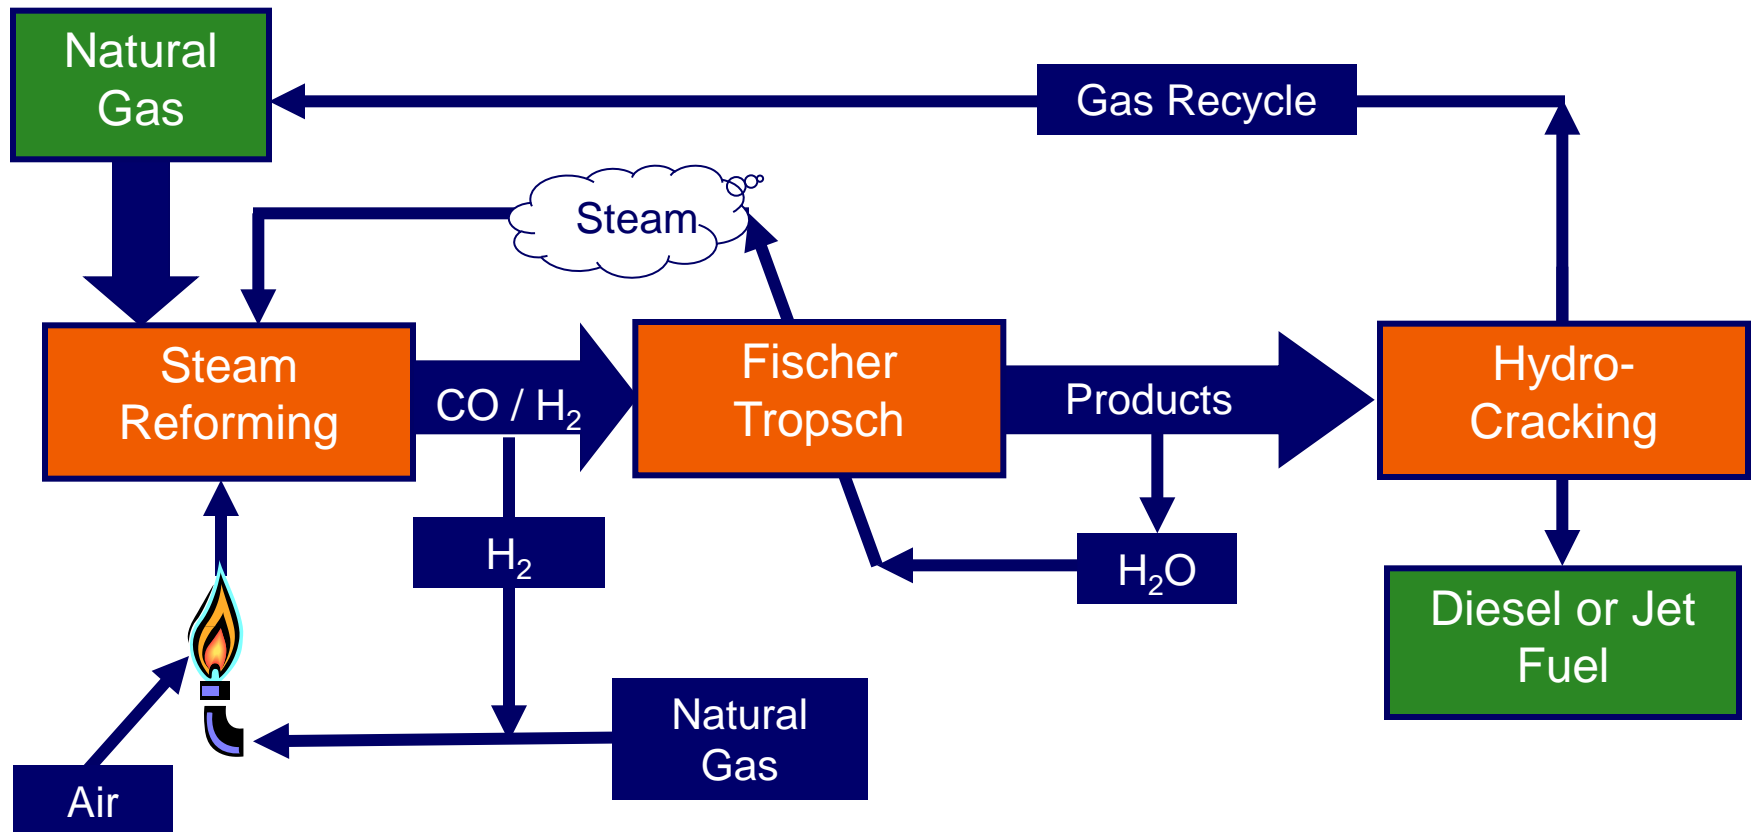 Natural
Gas
Gas Recycle
Steam
Steam
Reforming
CO / H₂
Fischer
Tropsch
Products
Hydro-
Cracking
H₂
H₂O
Diesel or Jet
Fuel
Natural
Gas
Air